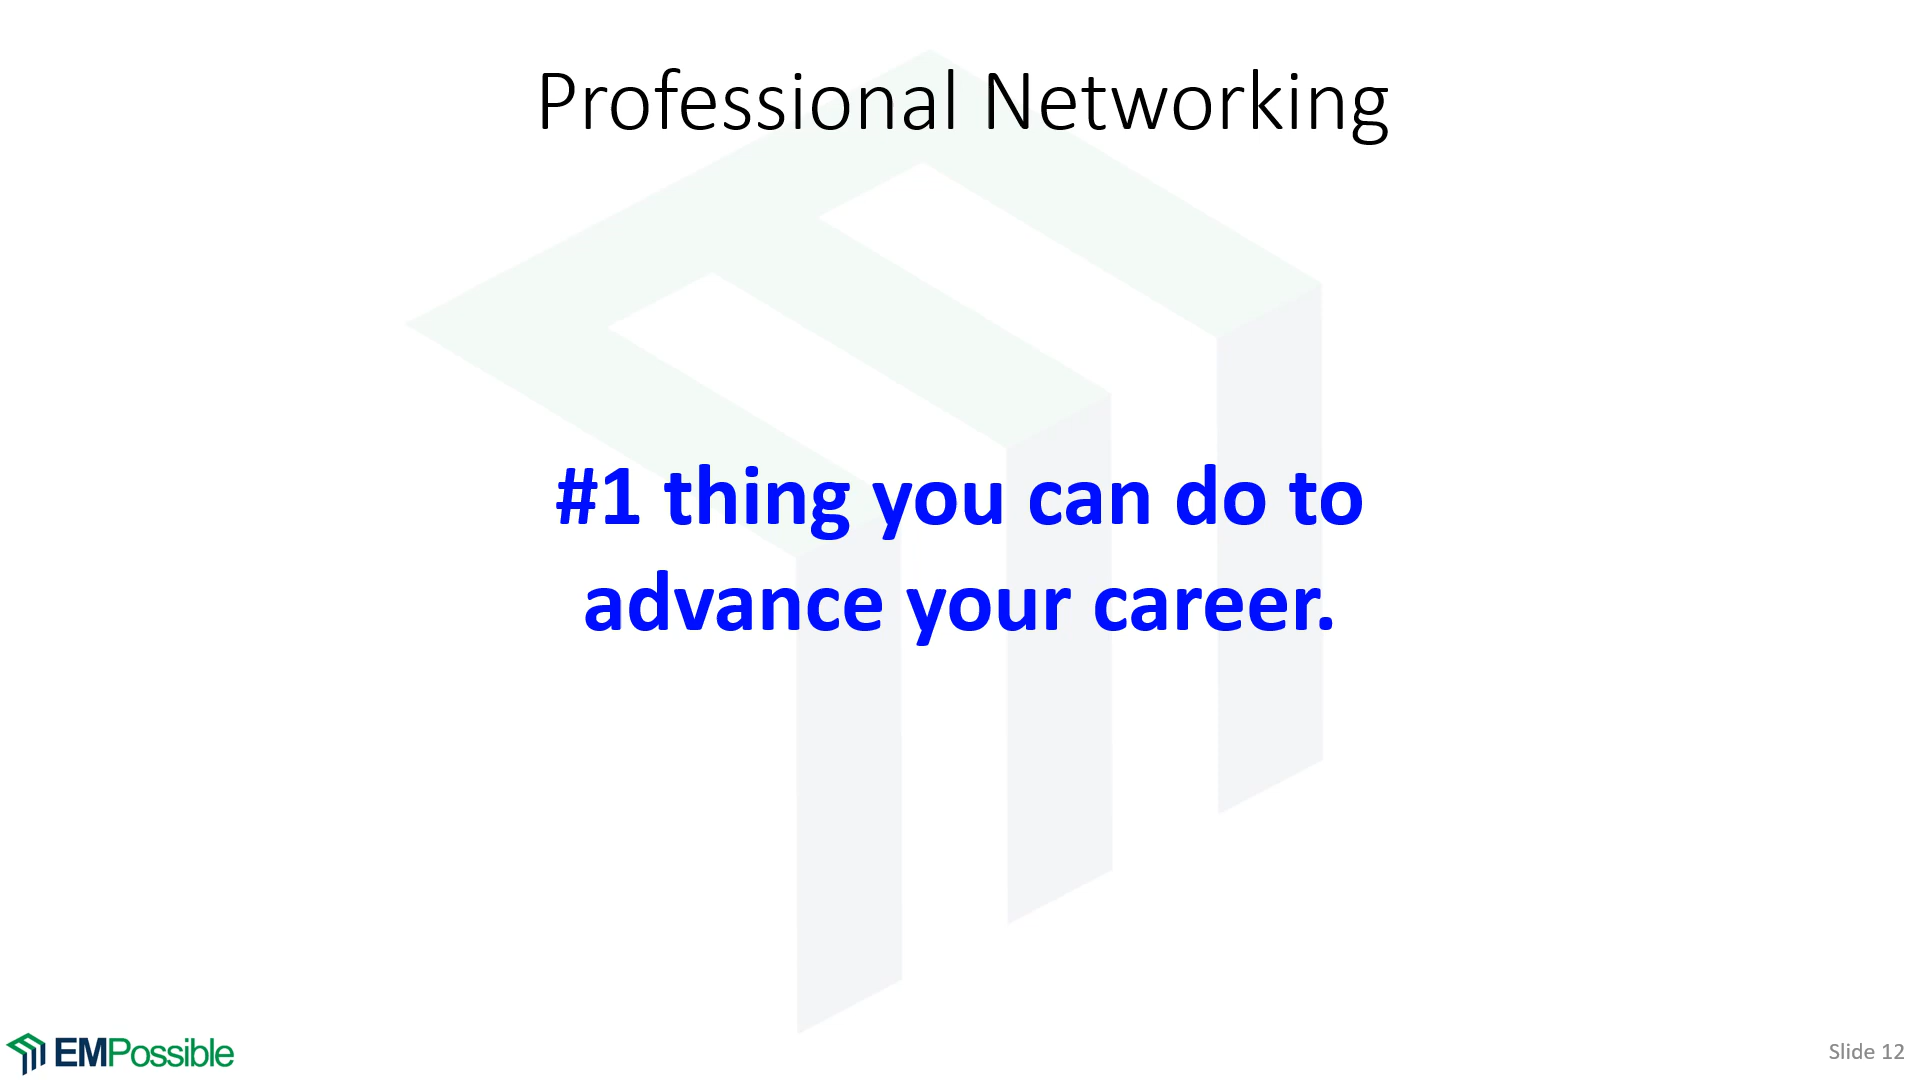 Professional Networking
#1 thing you can do to
advance your career.
EMPossible
Slide 12